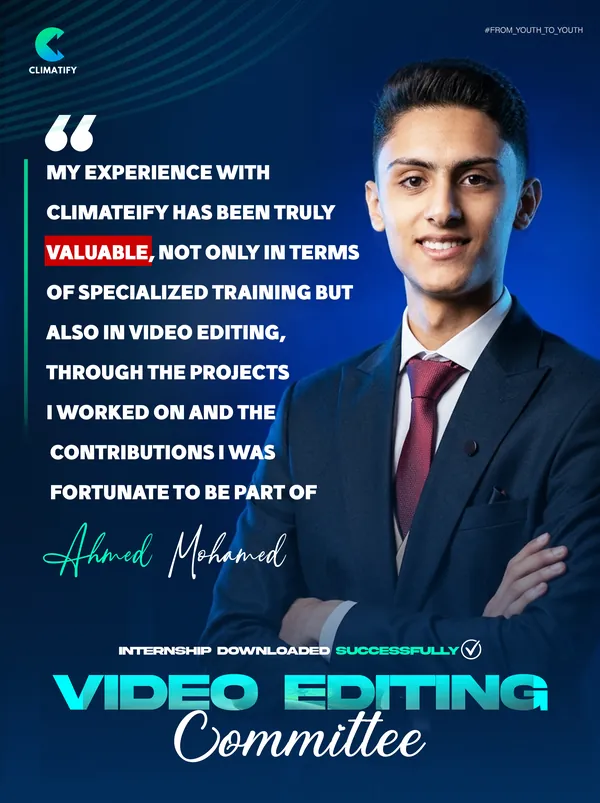 #FROM_YOUTH_TO_YOUTH
CLIMATIFY
MY EXPERIENCE WITH
CLIMATEIFY HAS BEEN TRULY
VALUABLE, NOT ONLY IN TERMS
OF SPECIALIZED TRAINING BUT
ALSO IN VIDEO EDITING,
THROUGH THE PROJECTS
I WORKED ON AND THE
CONTRIBUTIONS I WAS
FORTUNATE TO BE PART OF
Ahmed Mohamed
INTERNSHIP DOWNLOADED SUCCESSFULLY
VIDEO EDITING
Committee